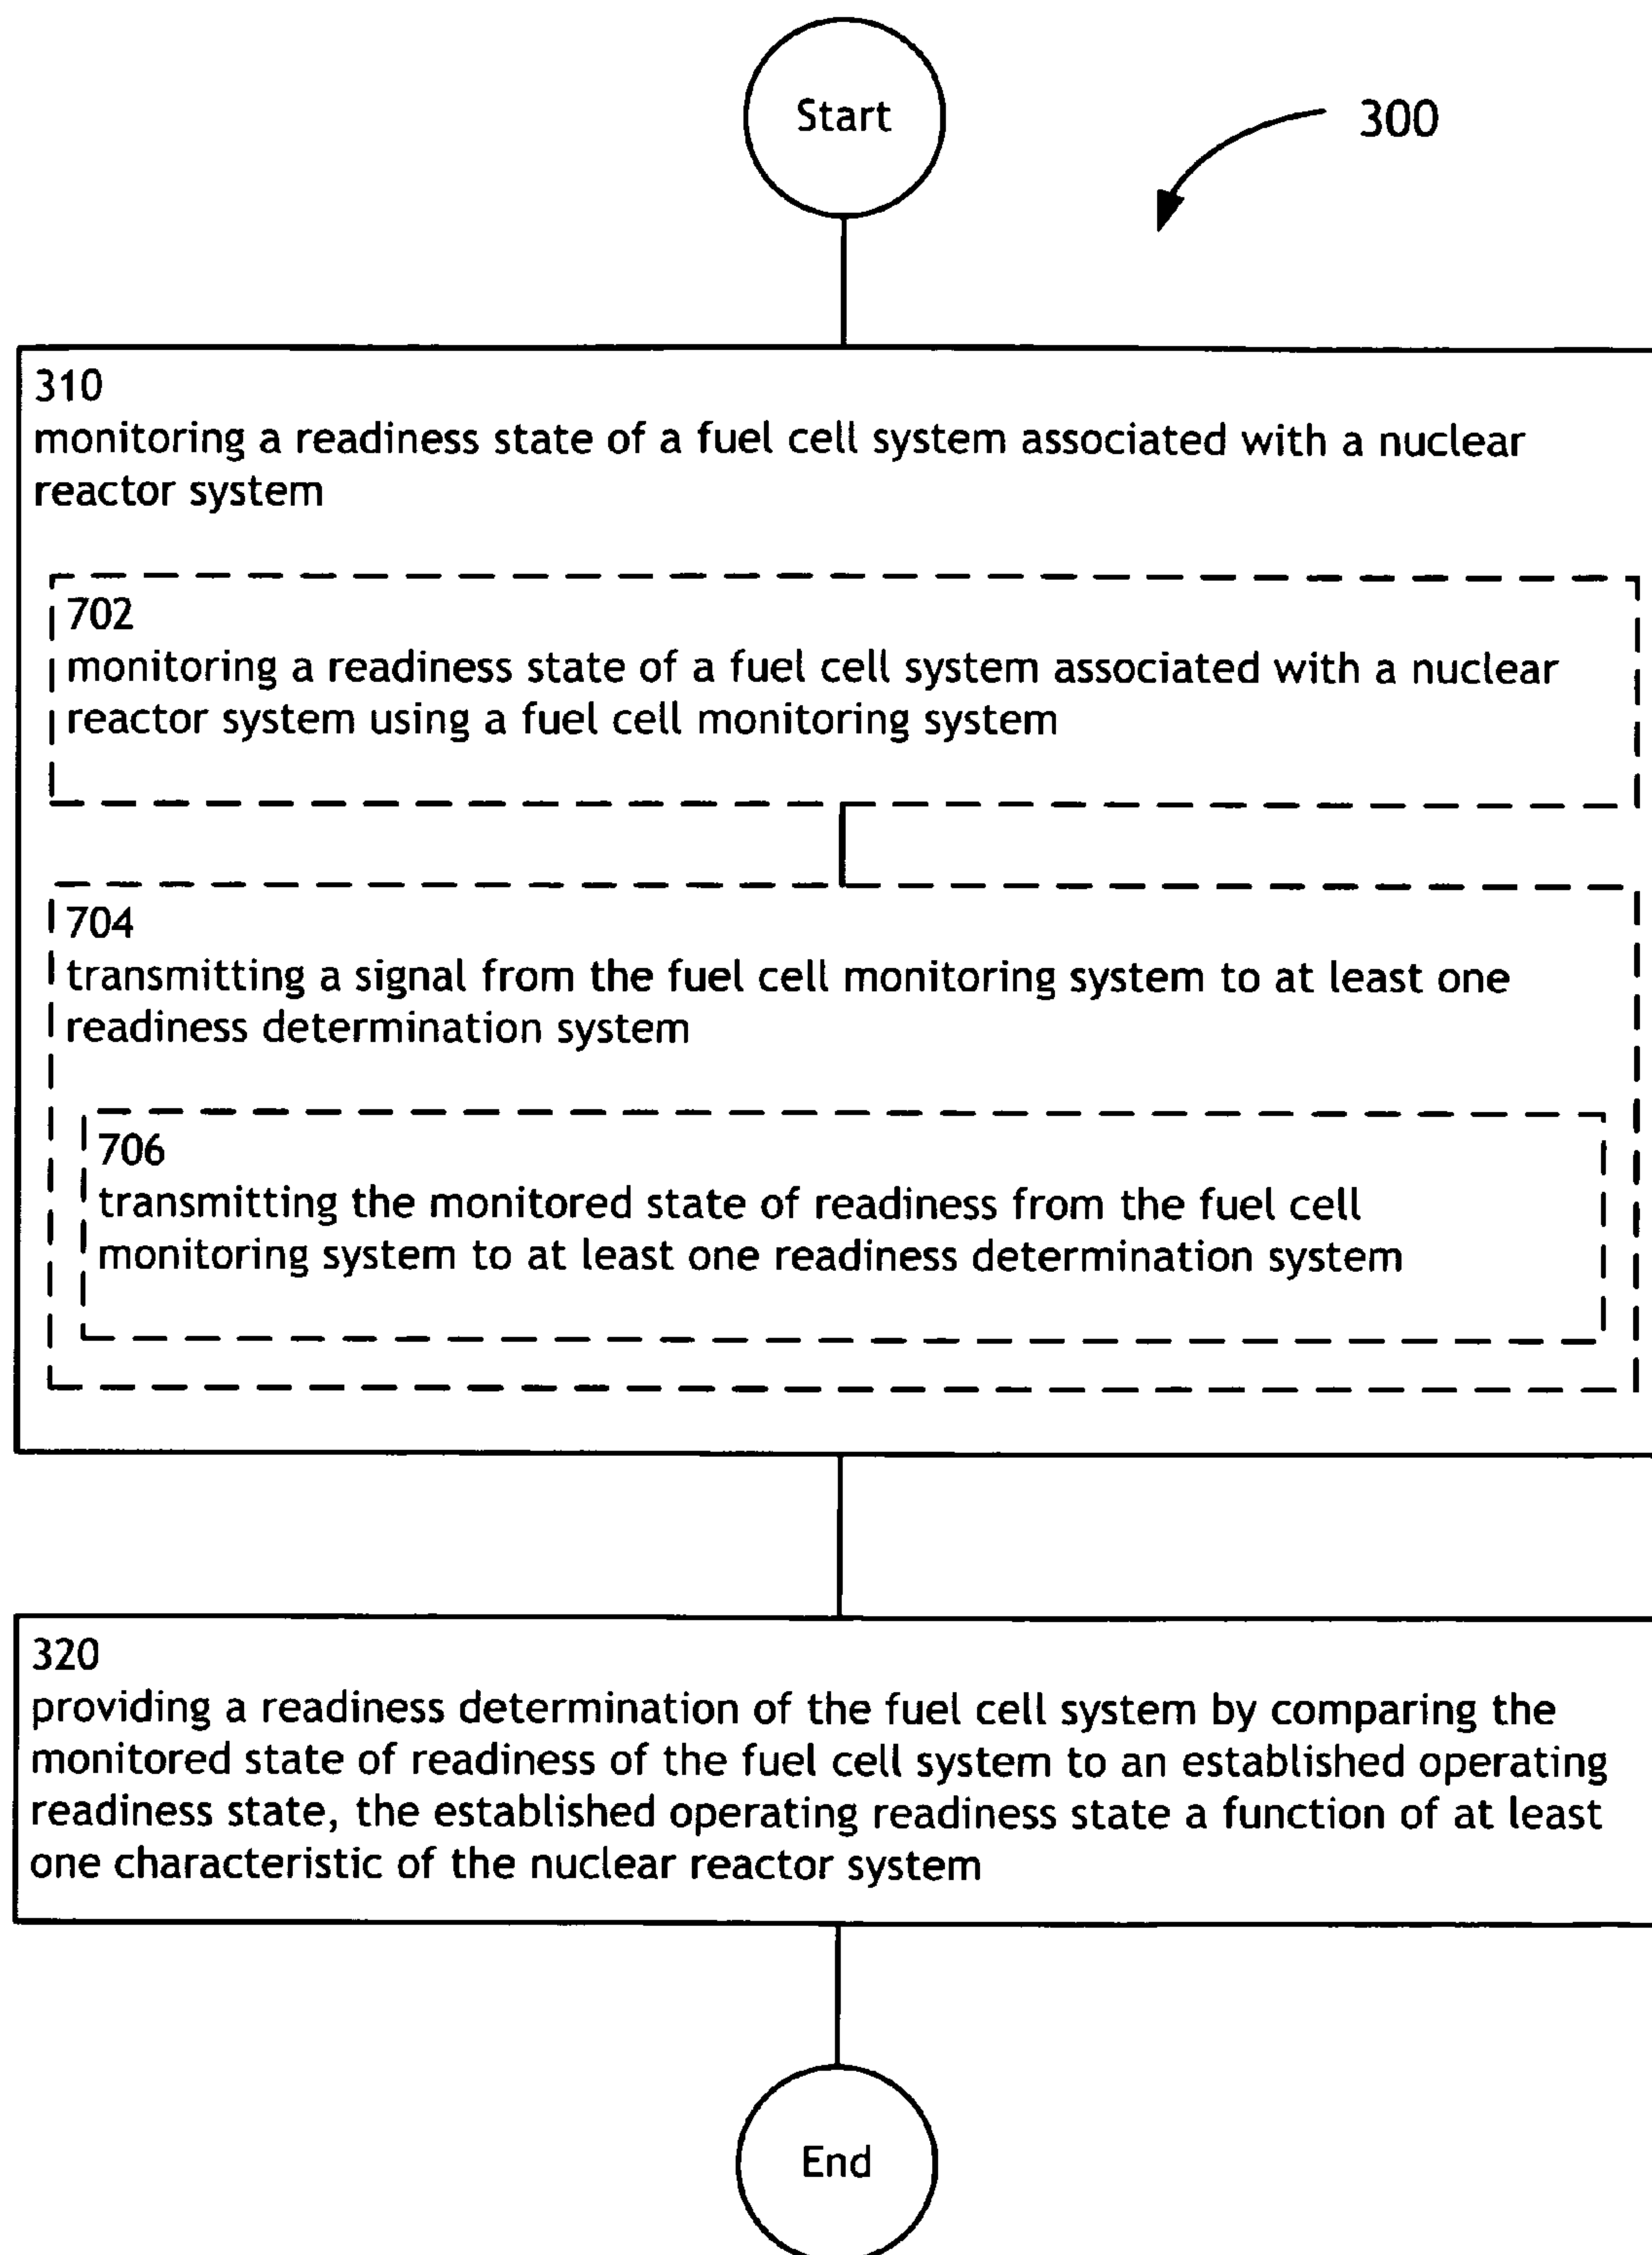 Start
300
310
monitoring a readiness state of a fuel cell system associated with a nuclear
reactor system
702
monitoring a readiness state of a fuel cell system associated with a nuclear
reactor system using a fuel cell monitoring system
704
transmitting a signal from the fuel cell monitoring system to at least one
readiness determination system
706
transmitting the monitored state of readiness from the fuel cell
monitoring system to at least one readiness determination system
320
providing a readiness determination of the fuel cell system by comparing the
monitored state of readiness of the fuel cell system to an established operating
readiness state, the established operating readiness state a function of at least
one characteristic of the nuclear reactor system
End